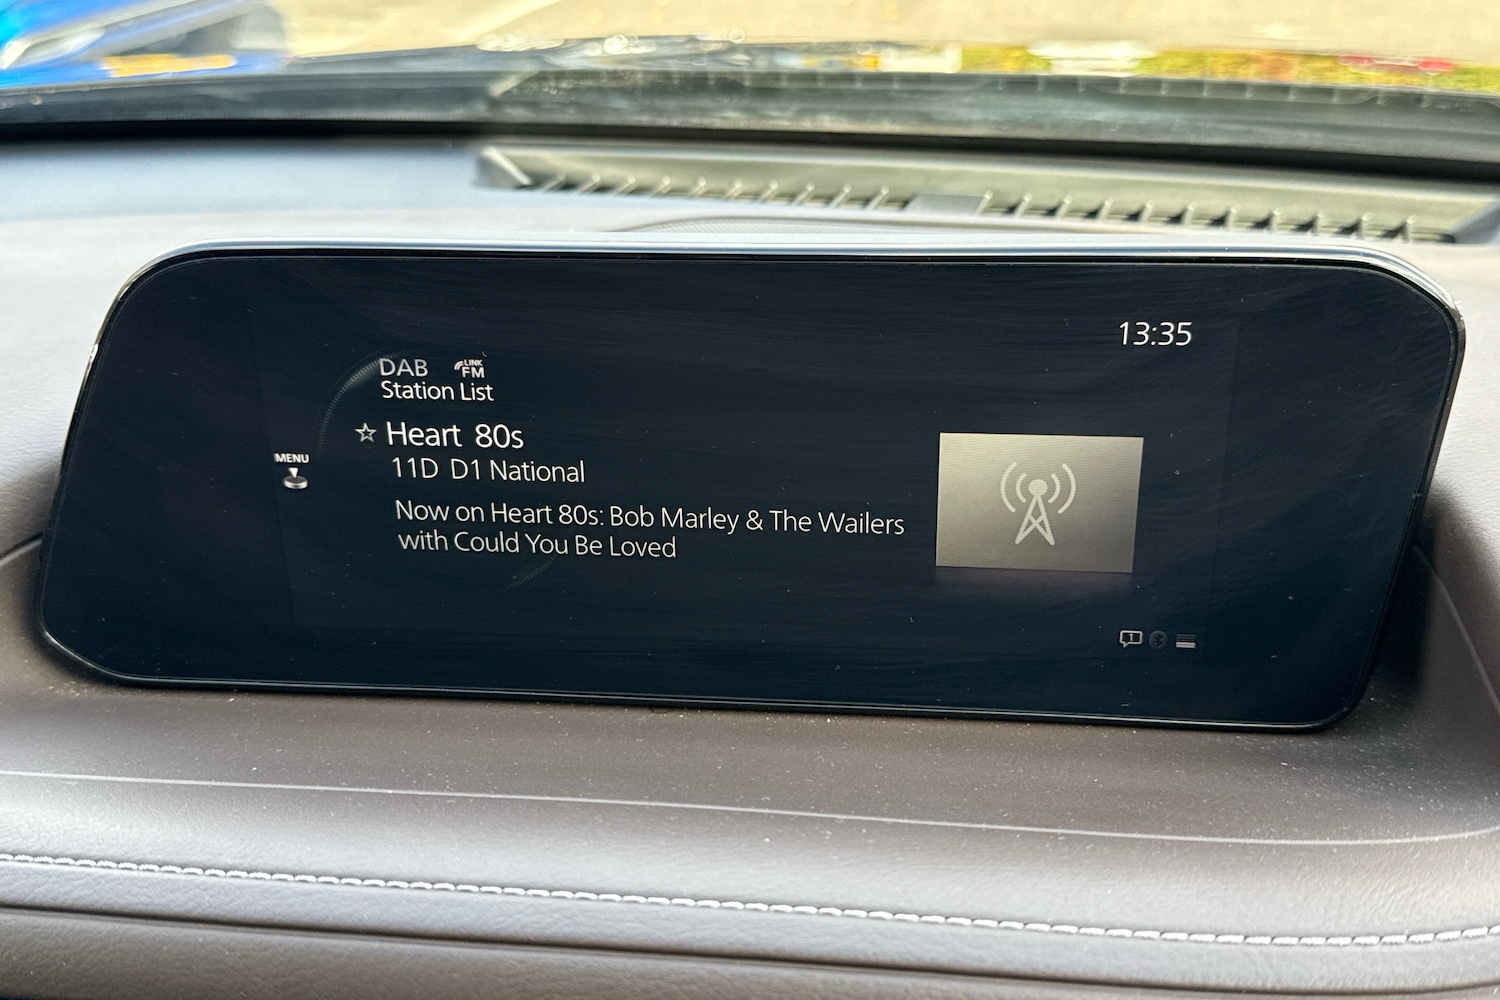 13:35
DAB LINK FM
Station List
☆ Heart 80s
11D D1 National
MENU
Now on Heart 80s: Bob Marley & The Wailers
with Could You Be Loved
1